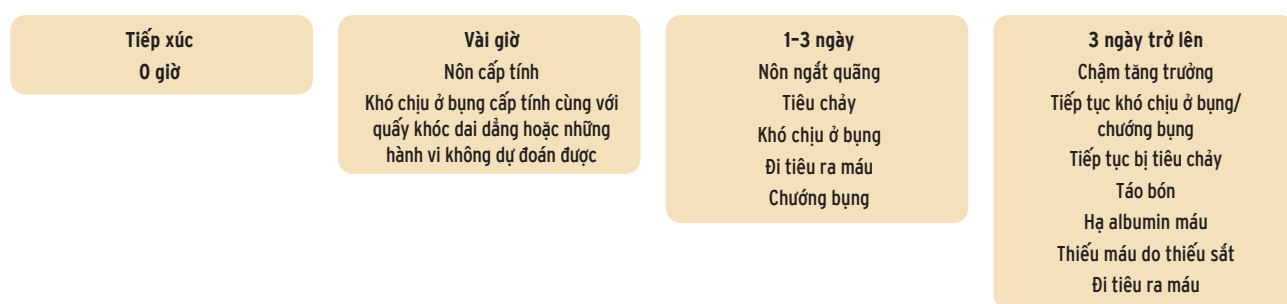 Tiếp xúc
0 giờ
Vài giờ
Nôn cấp tính
Khó chịu ở bụng cấp tính cùng với
quấy khóc dai dẳng hoặc những
hành vi không dự đoán được
1-3 ngày
Nôn ngắt quãng
Tiêu chảy
Khó chịu ở bụng
Đi tiêu ra máu
Chướng bụng
3 ngày trở lên
Chậm tăng trưởng
Tiếp tục khó chịu ở bụng/
chướng bụng
Tiếp tục bị tiêu chảy
Táo bón
Hạ albumin máu
Thiếu máu do thiếu sắt
Đi tiêu ra máu